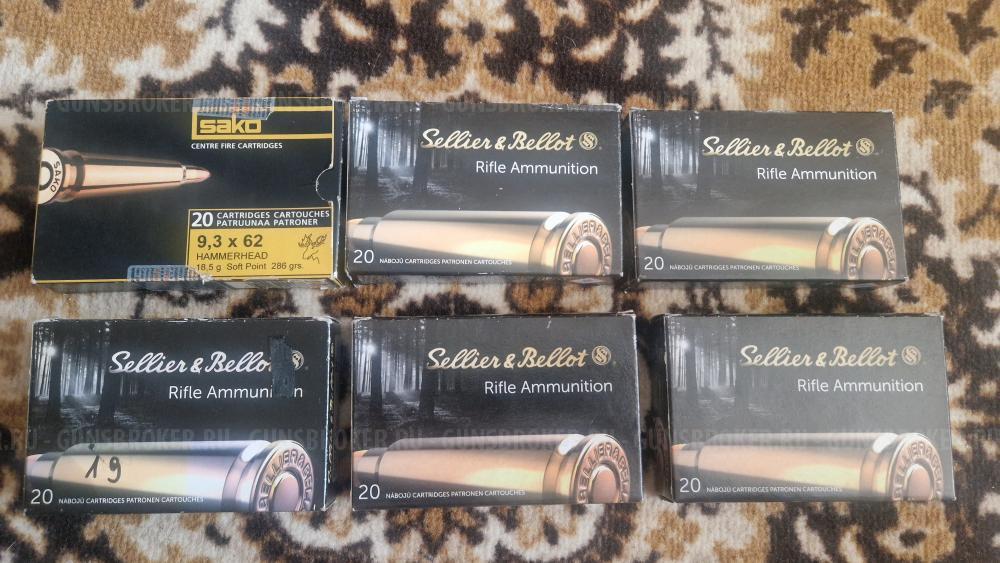 GUNSBROKER.RU
sako
CENTRE FIRE CARTRIDGES
SAKO
20 CARTRIDGES CARTOUCHES
PATRUUNAA PATRONER
9,3 x 62
HAMMERHEAD
18,5 g Soft Point 286 grs.
Sellier & Bellot
Rifle Ammunition
20 NÁBOJŮ CARTRIDGES PATRONEN CARTOUCHES
Sellier & Bellot
Rifle Ammunition
20 NÁBOJŮ CARTRIDGES PATRONEN CARTOUCHES
Sellier & Bellot
Rifle Ammun n
19
20 NÁBOJŮ CARTRIDGES PATRONEN CARTOUCHES
Sellier & Bellot
Rifle Ammunition
20 NÁBOJŮ CARTRIDGES PATRONEN CARTOUCHES
Sellier & Bellot
Rifle Ammunition
20 NÁBOJŮ CARTRIDGES PATRONEN CARTOUCHES